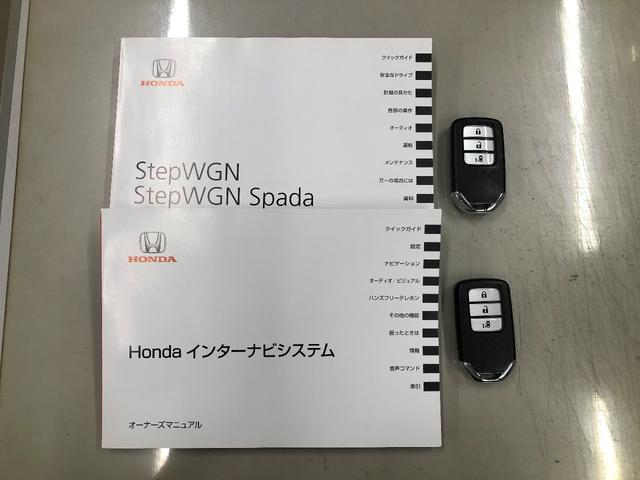 HONDA
クイックガイド
安全なドライブ
計器の見かた
各部の操作
オーディオ
運転
メンテナンス
万一の場合には
資料
StepWGN
StepWGN Spada
HONDA
クイックガイド
設定
ナビゲーション
オーディオ/ビジュアル
ハンズフリーテレホン
その他の機能
困ったときは
情報
音声コマンド
索引
Honda インターナビシステム
オーナーズマニュアル